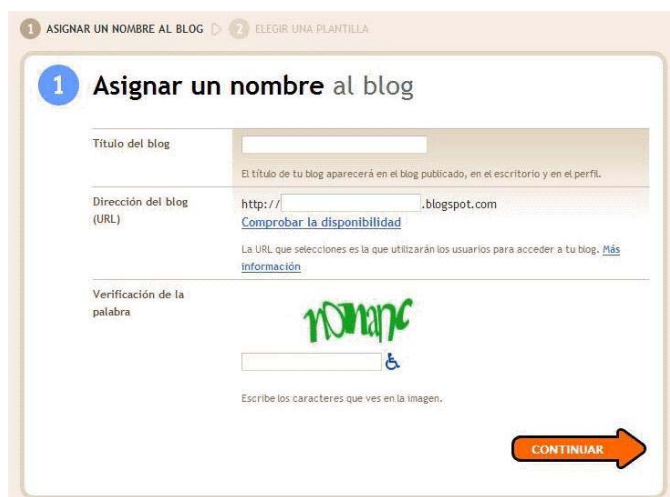 1 ASIGNAR UN NOMBRE AL BLOG 2 ELEGIR UNA PLANTILLA
1 Asignar un nombre al blog
Título del blog
El título de tu blog aparecerá en el blog publicado, en el escritorio y en el perfil.
Dirección del blog
(URL)
http:// .blogspot.com
Comprobar la disponibilidad
La URL que selecciones es la que utilizarán los usuarios para acceder a tu blog. Más
información
Verificación de la
palabra
Escribe los caracteres que ves en la imagen.
CONTINUAR